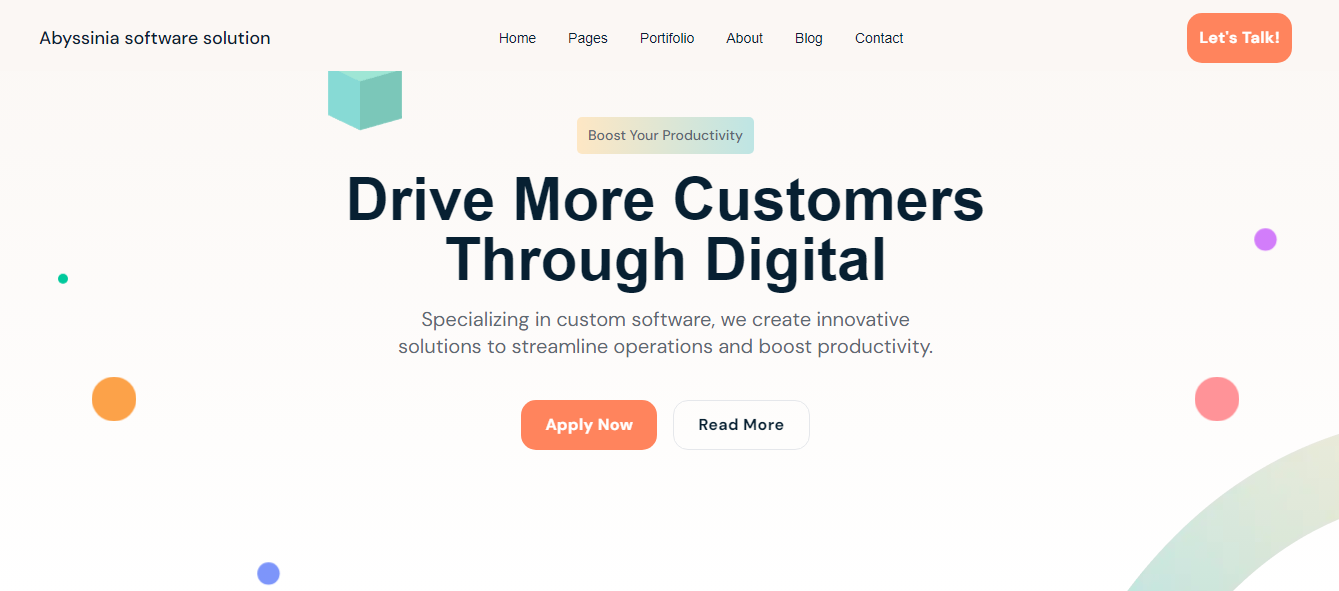 Abyssinia software solution
Home Pages Portifolio About Blog Contact
Let's Talk!
Boost Your Productivity
Drive More Customers
Through Digital
Specializing in custom software, we create innovative
solutions to streamline operations and boost productivity.
Apply Now
Read More